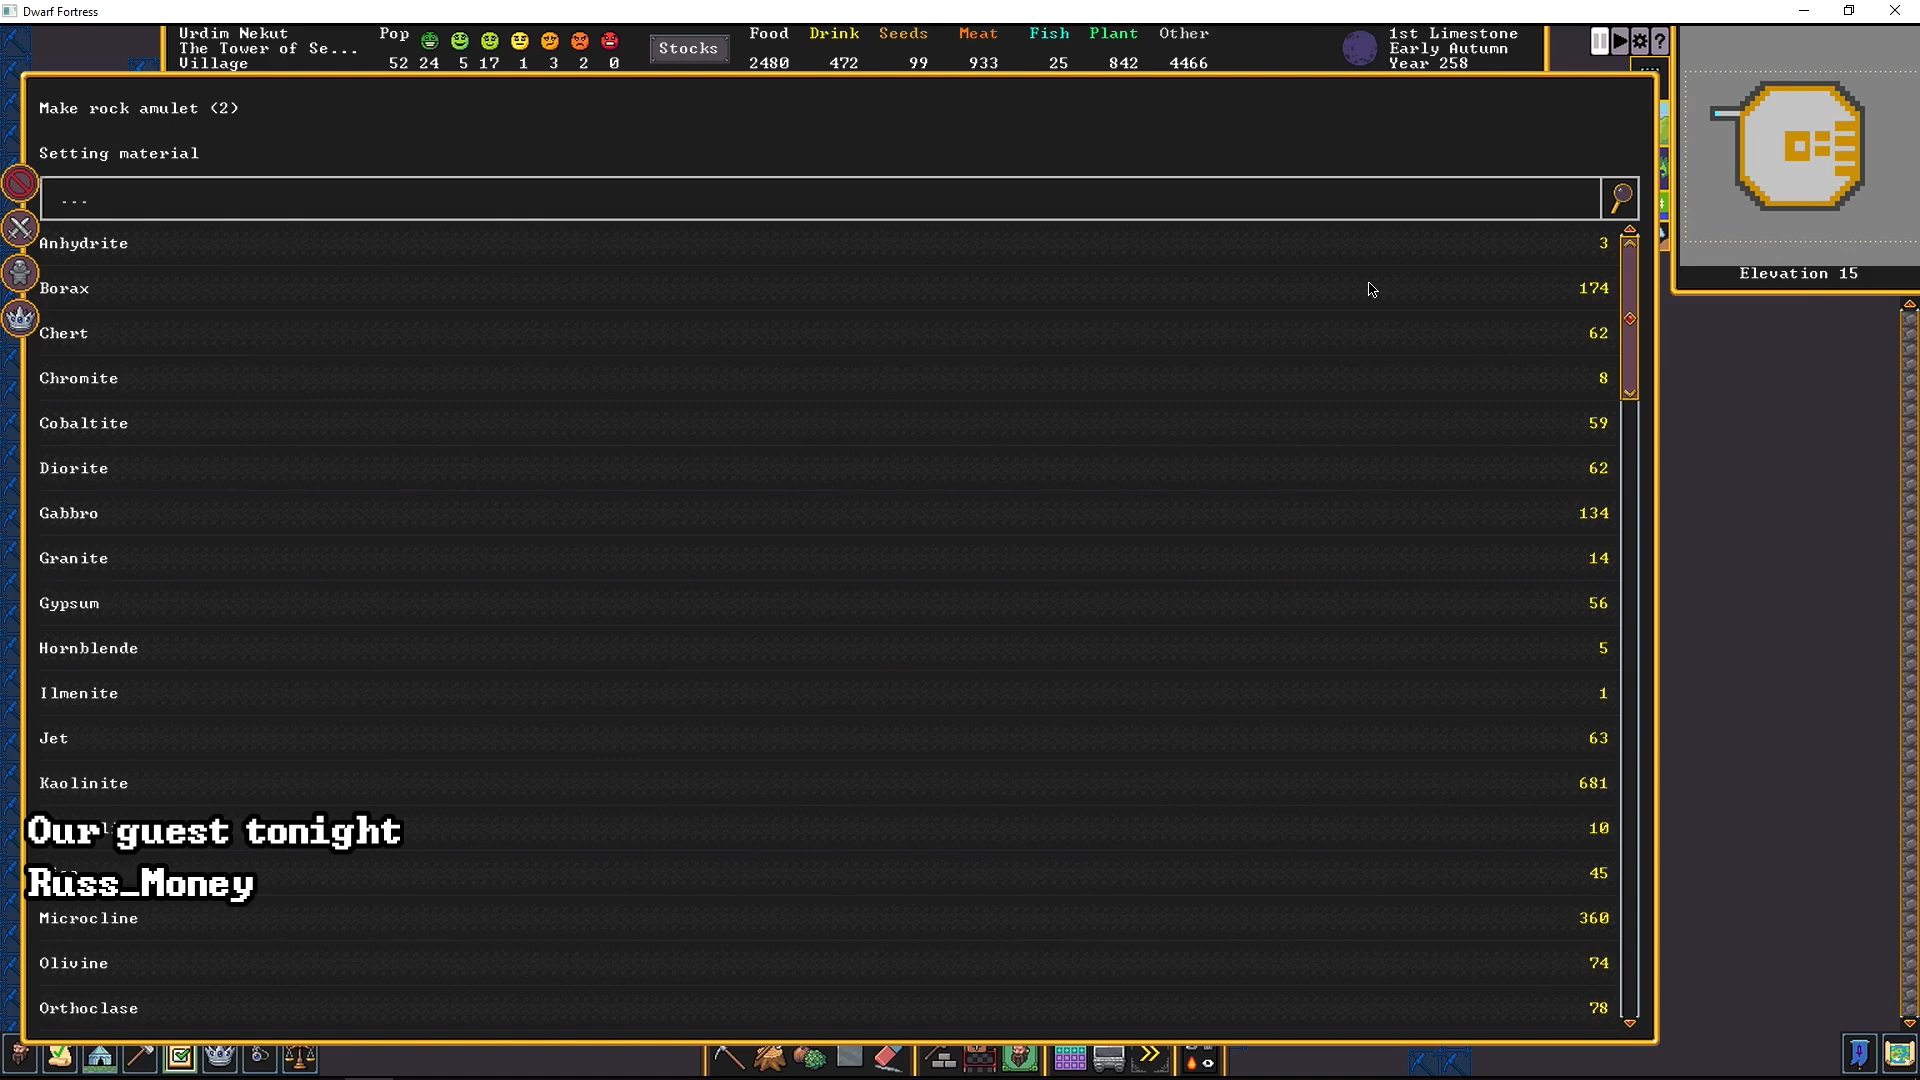 Dwarf Fortress
Urdim Nekut
The Tower of Se...
Village
Pop
52 24 5 17 1 3 2 0
Stocks
Food Drink Seeds Meat Fish Plant Other
2480 472 99 933 25 842 4466
1st Limestone
Early Autumn
Year 258
Elevation 15
Make rock amulet (2)
Setting material
...
Anhydrite 3
Borax 174
Chert 62
Chromite 8
Cobaltite 59
Diorite 62
Gabbro 134
Granite 14
Gypsum 56
Hornblende 5
Ilmenite 1
Jet 63
Kaolinite 681
10
45
Microcline 360
Olivine 74
Orthoclase 78
Our guest tonight
Russ_Money